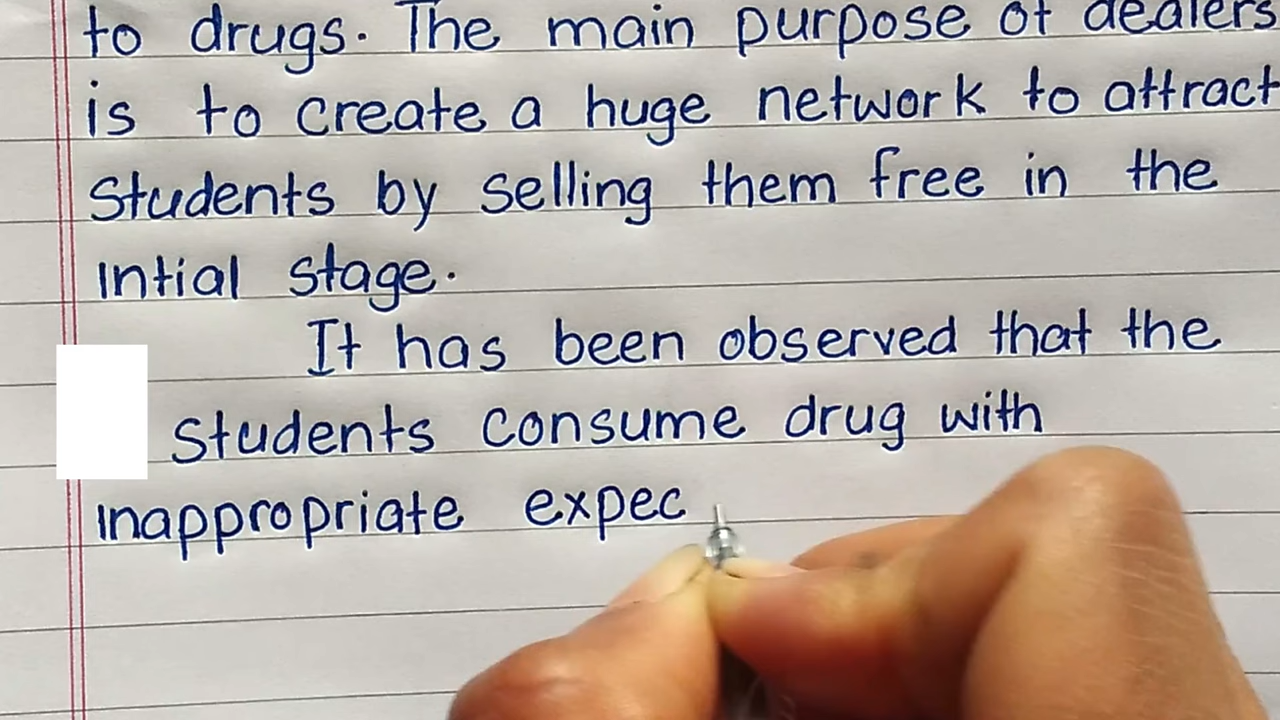 to drugs. The main purpose of dealers
is to create a huge network to attract
Students by selling them free in the
Intial stage.
It has been observed that the
Students consume drug with
inappropriate expec